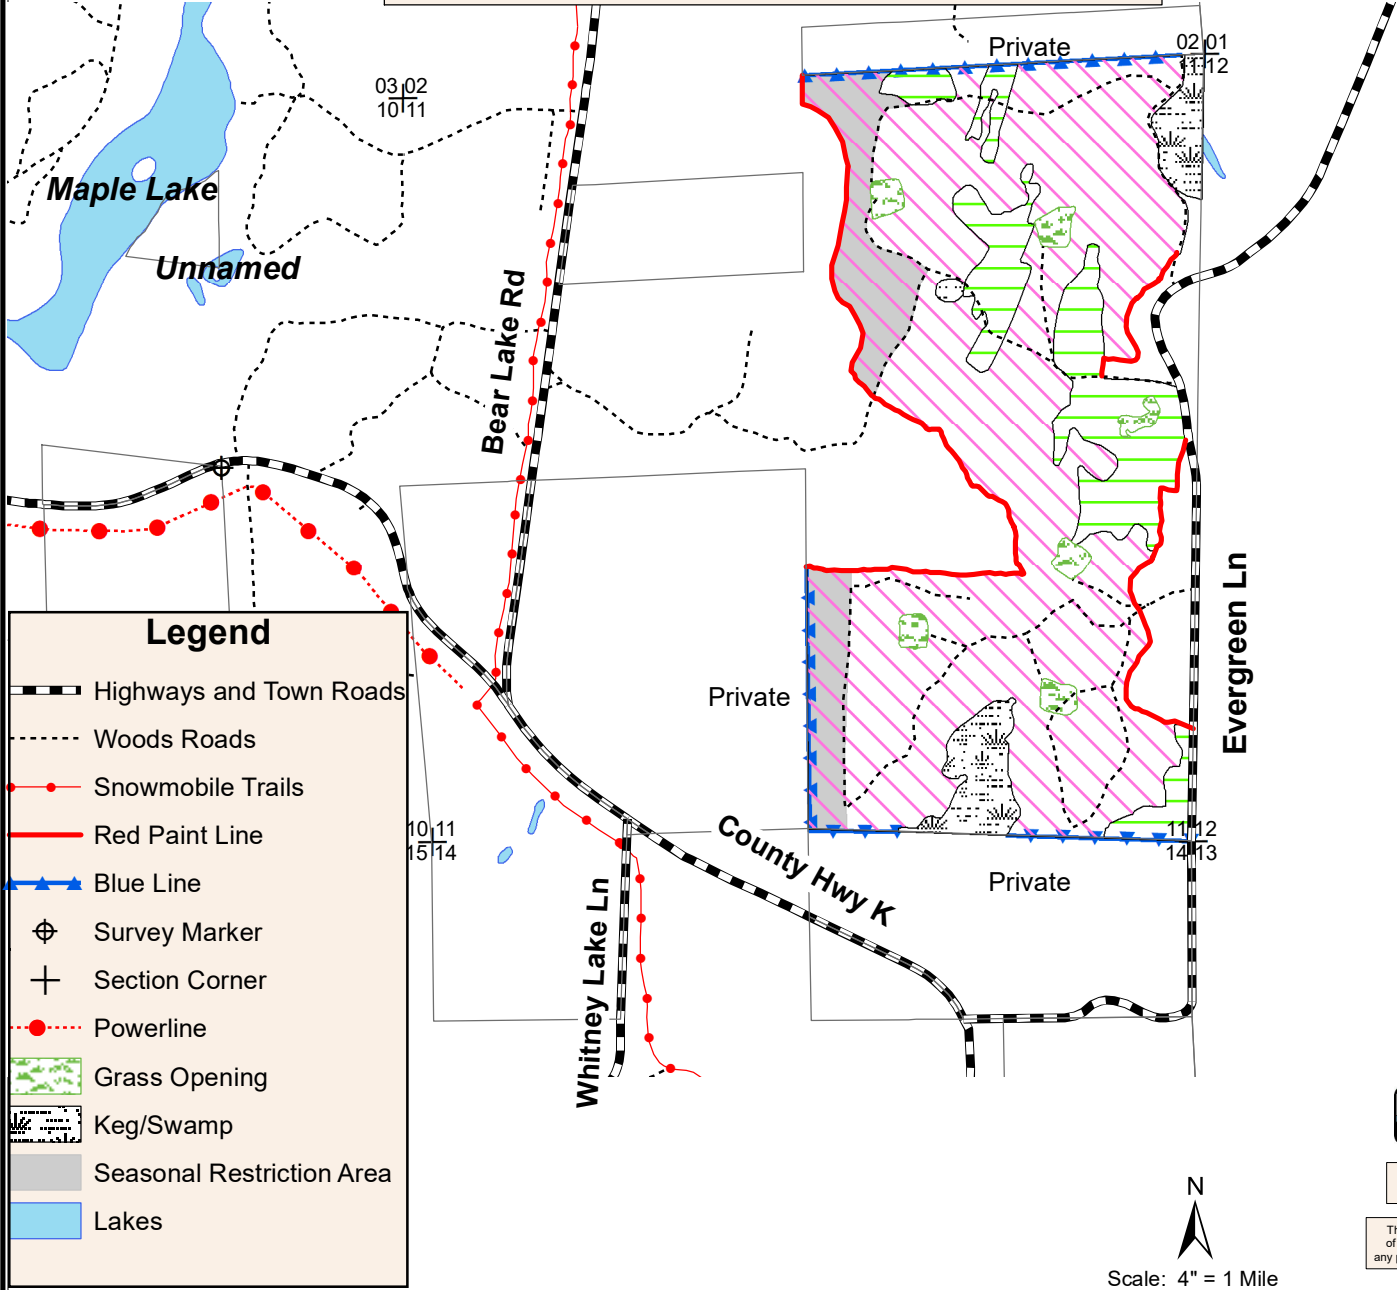 Private
02 01
11 12
03 02
10 11
Maple Lake
Unnamed
Bear Lake Rd
Evergreen Ln
Legend
Highways and Town Roads
Woods Roads
Snowmobile Trails
Red Paint Line
Blue Line
Survey Marker
Section Corner
Powerline
Grass Opening
Keg/Swamp
Seasonal Restriction Area
Lakes
Private
10 11
15 14
County Hwy K
11 12
14 13
Private
Whitney Lake Ln
N
Scale: 4" = 1 Mile
of
any